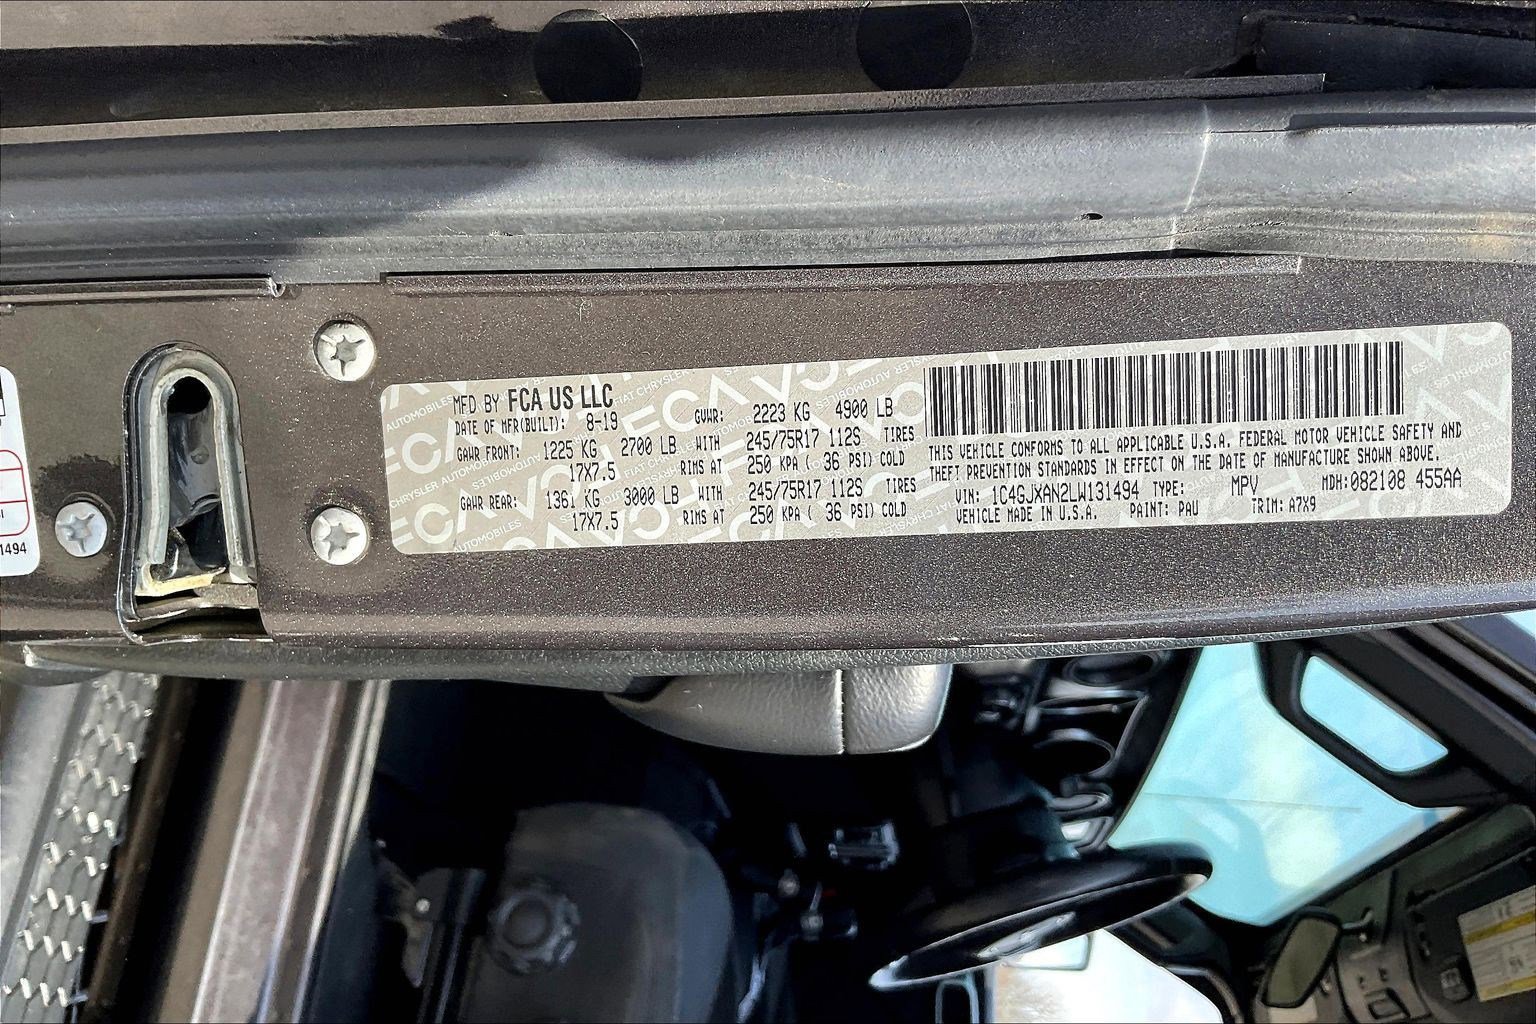 MFD BY FCA US LLC
DATE OF MFR(BUILT): 8-19 GVWR: 2223 KG 4900 LB
GAWR FRONT: 1225 KG 2700 LB WITH 245/75R17 112S TIRES
17X7.5 RIMS AT 250 KPA ( 36 PSI) COLD
GAWR REAR: 1361 KG 3000 LB WITH 245/75R17 112S TIRES
17X7.5 RIMS AT 250 KPA ( 36 PSI) COLD
THIS VEHICLE CONFORMS TO ALL APPLICABLE U.S.A. FEDERAL MOTOR VEHICLE SAFETY AND
THEFT PREVENTION STANDARDS IN EFFECT ON THE DATE OF MANUFACTURE SHOWN ABOVE.
VIN: 1C4GJXAN2LW131494 TYPE: MPV MDH: 082108 455AA
VEHICLE MADE IN U.S.A. PAINT: PAU TRIM: A7X9
1494